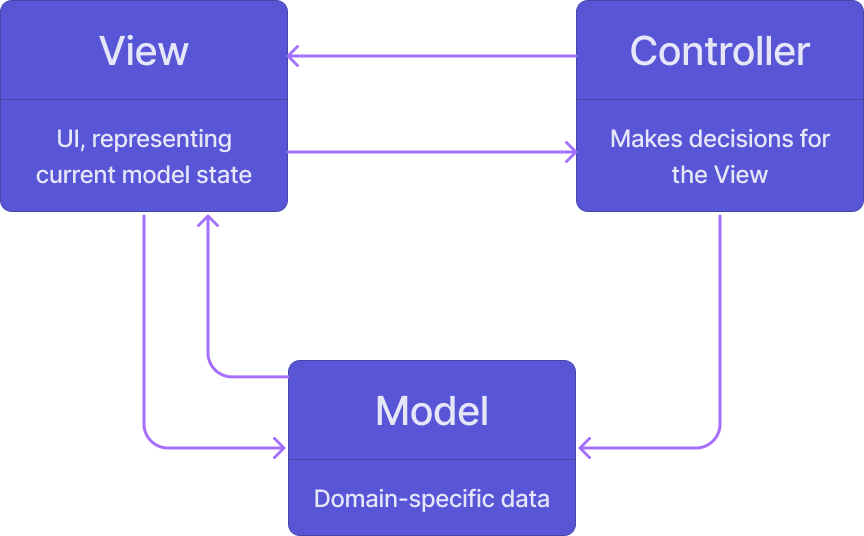 View
Controller
UI, representing
current model state
Makes decisions for
the View
Model
Domain-specific data